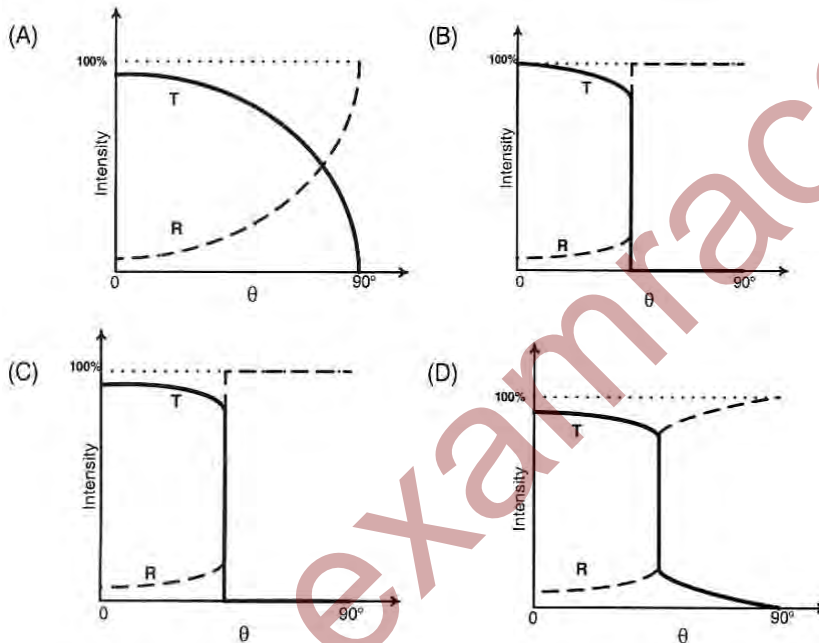 (A)
100%
T
Intensity
R
0
90°
θ
(B)
100%
T
Intensity
R
0
90°
θ
(C)
100%
T
Intensity
R
0
90°
θ
(D)
100%
T
Intensity
R
0
90°
θ
examrac